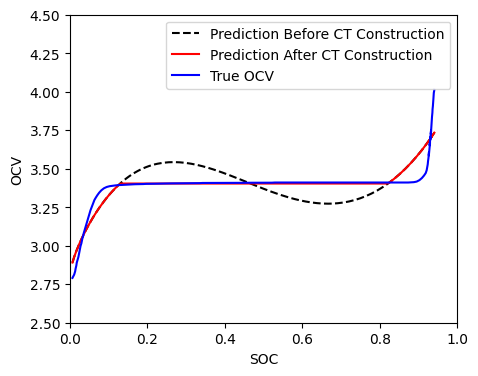 4.50
4.25
4.00
3.75
3.50
3.25
3.00
2.75
2.50
OCV
Prediction Before CT Construction
Prediction After CT Construction
True OCV
0.0 0.2 0.4 0.6 0.8 1.0
SOC